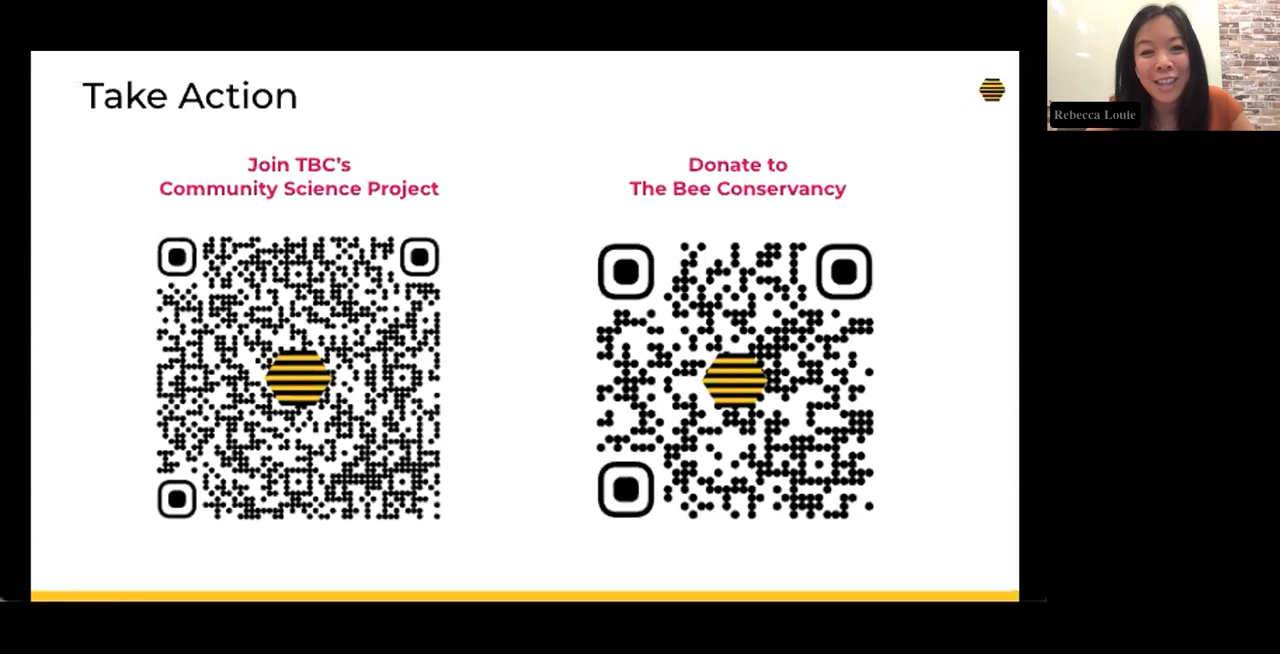 Take Action
Join TBC's
Community Science Project
Donate to
The Bee Conservancy
Rebecca Louie